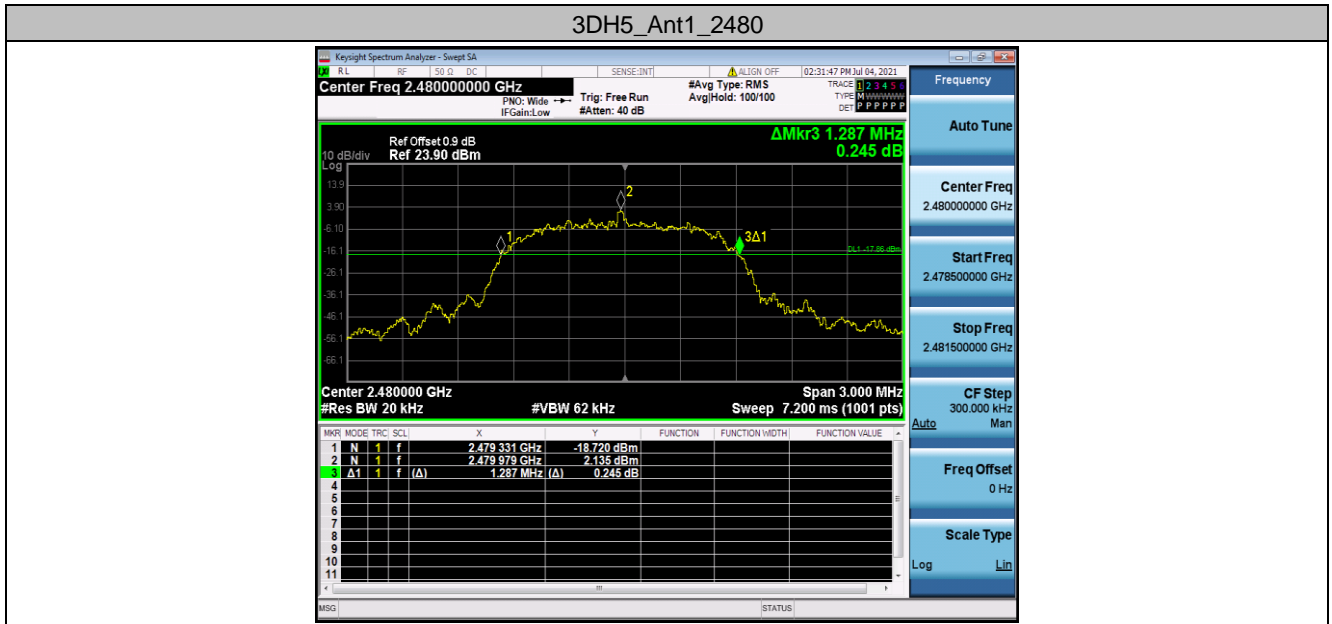 3DH5_Ant1_2480
Keysight Spectrum Analyzer - Swept SA
RL RF 50 Ω DC SENSE:INT ALIGN OFF 02:31:47 PM Jul 04, 2021
Center Freq 2.480000000 GHz
PNO: Wide
IFGain:Low
Trig: Free Run
#Atten: 40 dB
#Avg Type: RMS
Avg|Hold: 100/100
TRACE 1 2 3 4 5 6
TYPE M W W W W W
DET P P P P P P
Ref Offset 0.9 dB
10 dB/div Ref 23.90 dBm
Log
ΔMkr3 1.287 MHz
0.245 dB
13.9
3.90
-6.10
-16.1
-26.1
-36.1
-46.1
-56.1
-66.1
1
2
3Δ1
DL1 -17.86 dBm
Center 2.480000 GHz Span 3.000 MHz
#Res BW 20 kHz #VBW 62 kHz Sweep 7.200 ms (1001 pts)
MKR MODE TRC SCL X Y FUNCTION FUNCTION WIDTH FUNCTION VALUE
1 N 1 f 2.479 331 GHz -18.720 dBm
2 N 1 f 2.479 979 GHz 2.135 dBm
3 Δ1 1 f (Δ) 1.287 MHz (Δ) 0.245 dB
4
5
6
7
8
9
10
11
MSG STATUS
Frequency
Auto Tune
Center Freq
2.480000000 GHz
Start Freq
2.478500000 GHz
Stop Freq
2.481500000 GHz
CF Step
300.000 kHz
Auto Man
Freq Offset
0 Hz
Scale Type
Log Lin